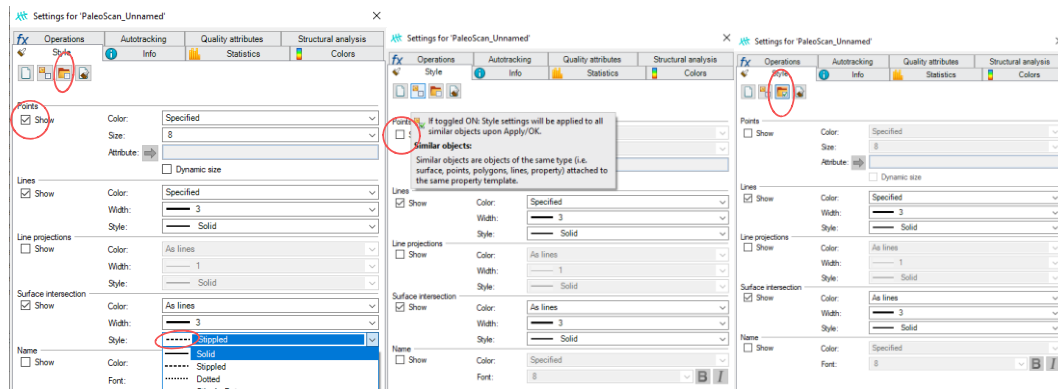 Settings for 'PaleoScan_Unnamed'
Operations Autotracking Quality attributes Structural analysis
Style Info Statistics Colors
Points
Show Color: Specified
Size: 8
Attribute:
Dynamic size
Lines
Show Color: Specified
Width: 3
Style: Solid
Line projections
Show Color: As lines
Width: 1
Style: Solid
Surface intersection
Show Color: As lines
Width: 3
Style: Stippled
Solid
Name
Show Color: Stippled
Font: Dotted
Settings for 'PaleoScan_Unnamed'
Operations Autotracking Quality attributes Structural analysis
Style Info Statistics Colors
Points
If toggled ON: Style settings will be applied to all
similar objects upon Apply/OK.
Similar objects:
Similar objects are objects of the same type (i.e.
surface, points, polygons, lines, property) attached to
the same property template.
Lines
Show Color: Specified
Width: 3
Style: Solid
Line projections
Show Color: As lines
Width: 1
Style: Solid
Surface intersection
Show Color: As lines
Width: 3
Style: Solid
Name
Show Color: Specified
Font: 8 B I
Settings for 'PaleoScan_Unnamed'
Operations Autotracking Quality attributes Structural analysis
Style Info Statistics Colors
Points
Show Color: Specified
Size: 8
Attribute:
Dynamic size
Lines
Show Color: Specified
Width: 3
Style: Solid
Line projections
Show Color: As lines
Width: 1
Style: Solid
Surface intersection
Show Color: As lines
Width: 3
Style: Solid
Name
Show Color: Specified
Font: 8 B I